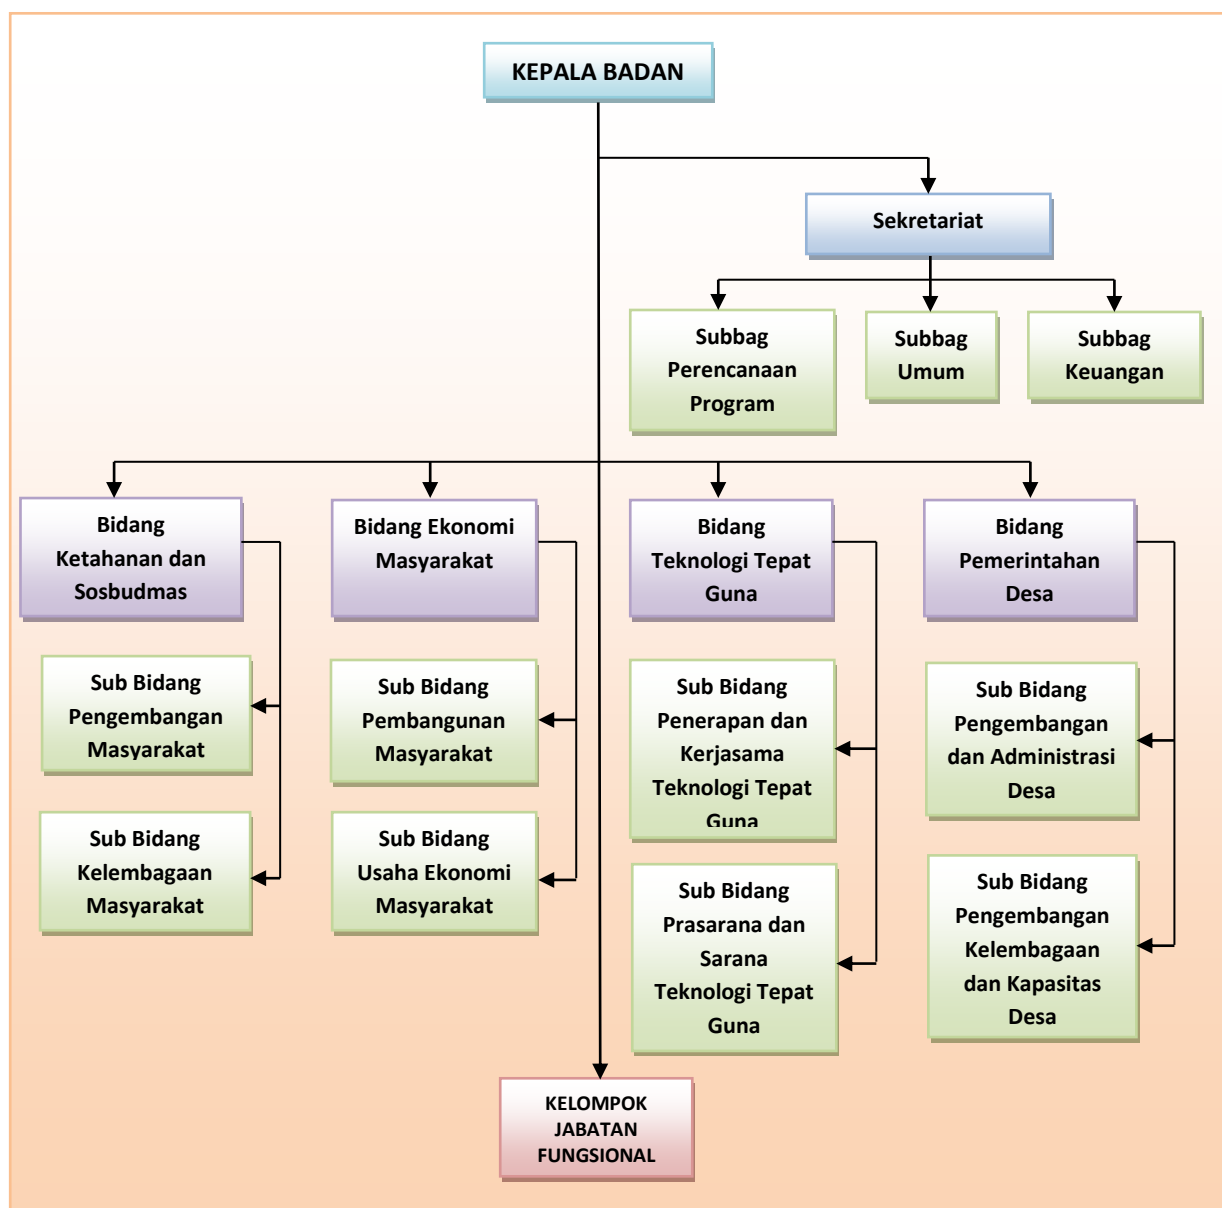 KEPALA BADAN
Sekretariat
Subbag
Perencanaan
Program
Subbag
Umum
Subbag
Keuangan
Bidang
Ketahanan dan
Sosbudmas
Bidang Ekonomi
Masyarakat
Bidang
Teknologi Tepat
Guna
Bidang
Pemerintahan
Desa
Sub Bidang
Pengembangan
Masyarakat
Sub Bidang
Pembangunan
Masyarakat
Sub Bidang
Penerapan dan
Kerjasama
Teknologi Tepat
Guna
Sub Bidang
Pengembangan
dan Administrasi
Desa
Sub Bidang
Kelembagaan
Masyarakat
Sub Bidang
Usaha Ekonomi
Masyarakat
Sub Bidang
Prasarana dan
Sarana
Teknologi Tepat
Guna
Sub Bidang
Pengembangan
Kelembagaan
dan Kapasitas
Desa
KELOMPOK
JABATAN
FUNGSIONAL